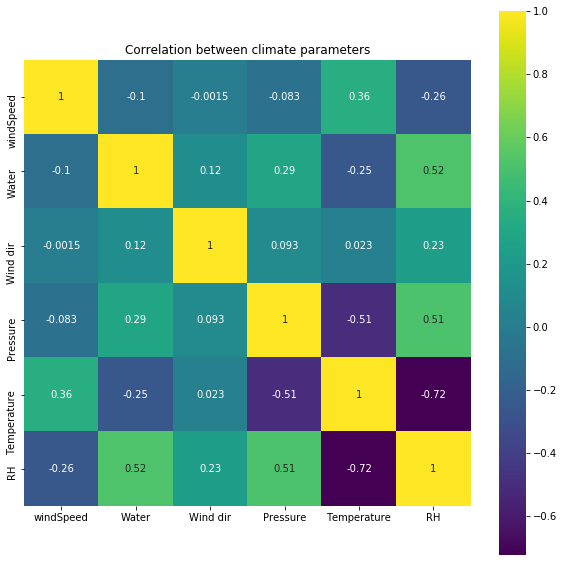 Correlation between climate parameters
windSpeed 1 -0.1 -0.0015 -0.083 0.36 -0.26
Water -0.1 1 0.12 0.29 -0.25 0.52
Wind dir -0.0015 0.12 1 0.093 0.023 0.23
Pressure -0.083 0.29 0.093 1 -0.51 0.51
Temperature 0.36 -0.25 0.023 -0.51 1 -0.72
RH -0.26 0.52 0.23 0.51 -0.72 1
windSpeed Water Wind dir Pressure Temperature RH
1.0
0.8
0.6
0.4
0.2
0.0
−0.2
−0.4
−0.6